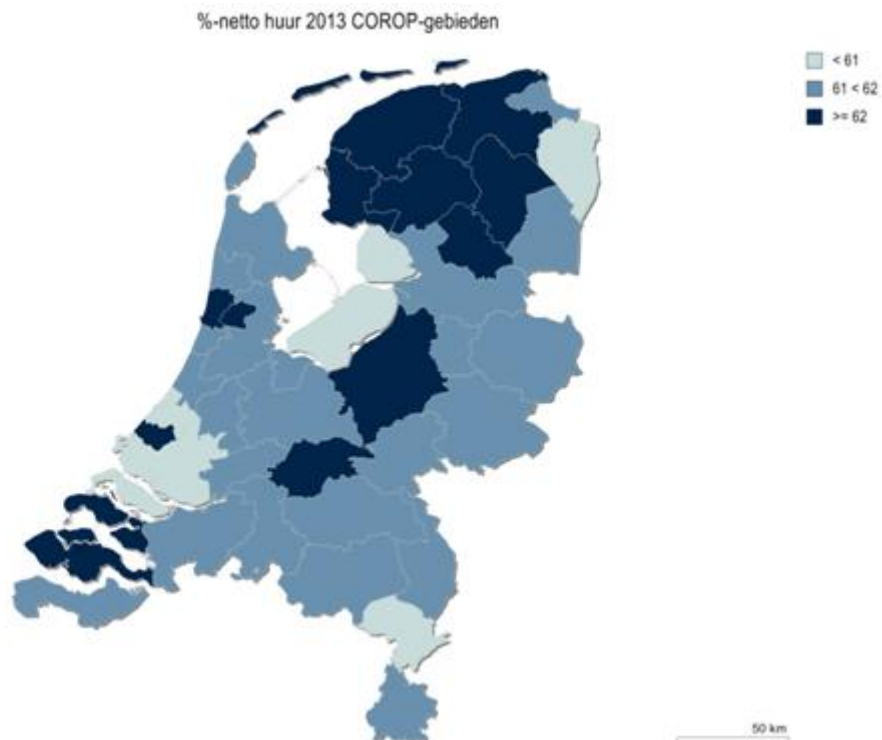 %-netto huur 2013 COROP-gebieden
< 61
61 < 62
>= 62
50 km